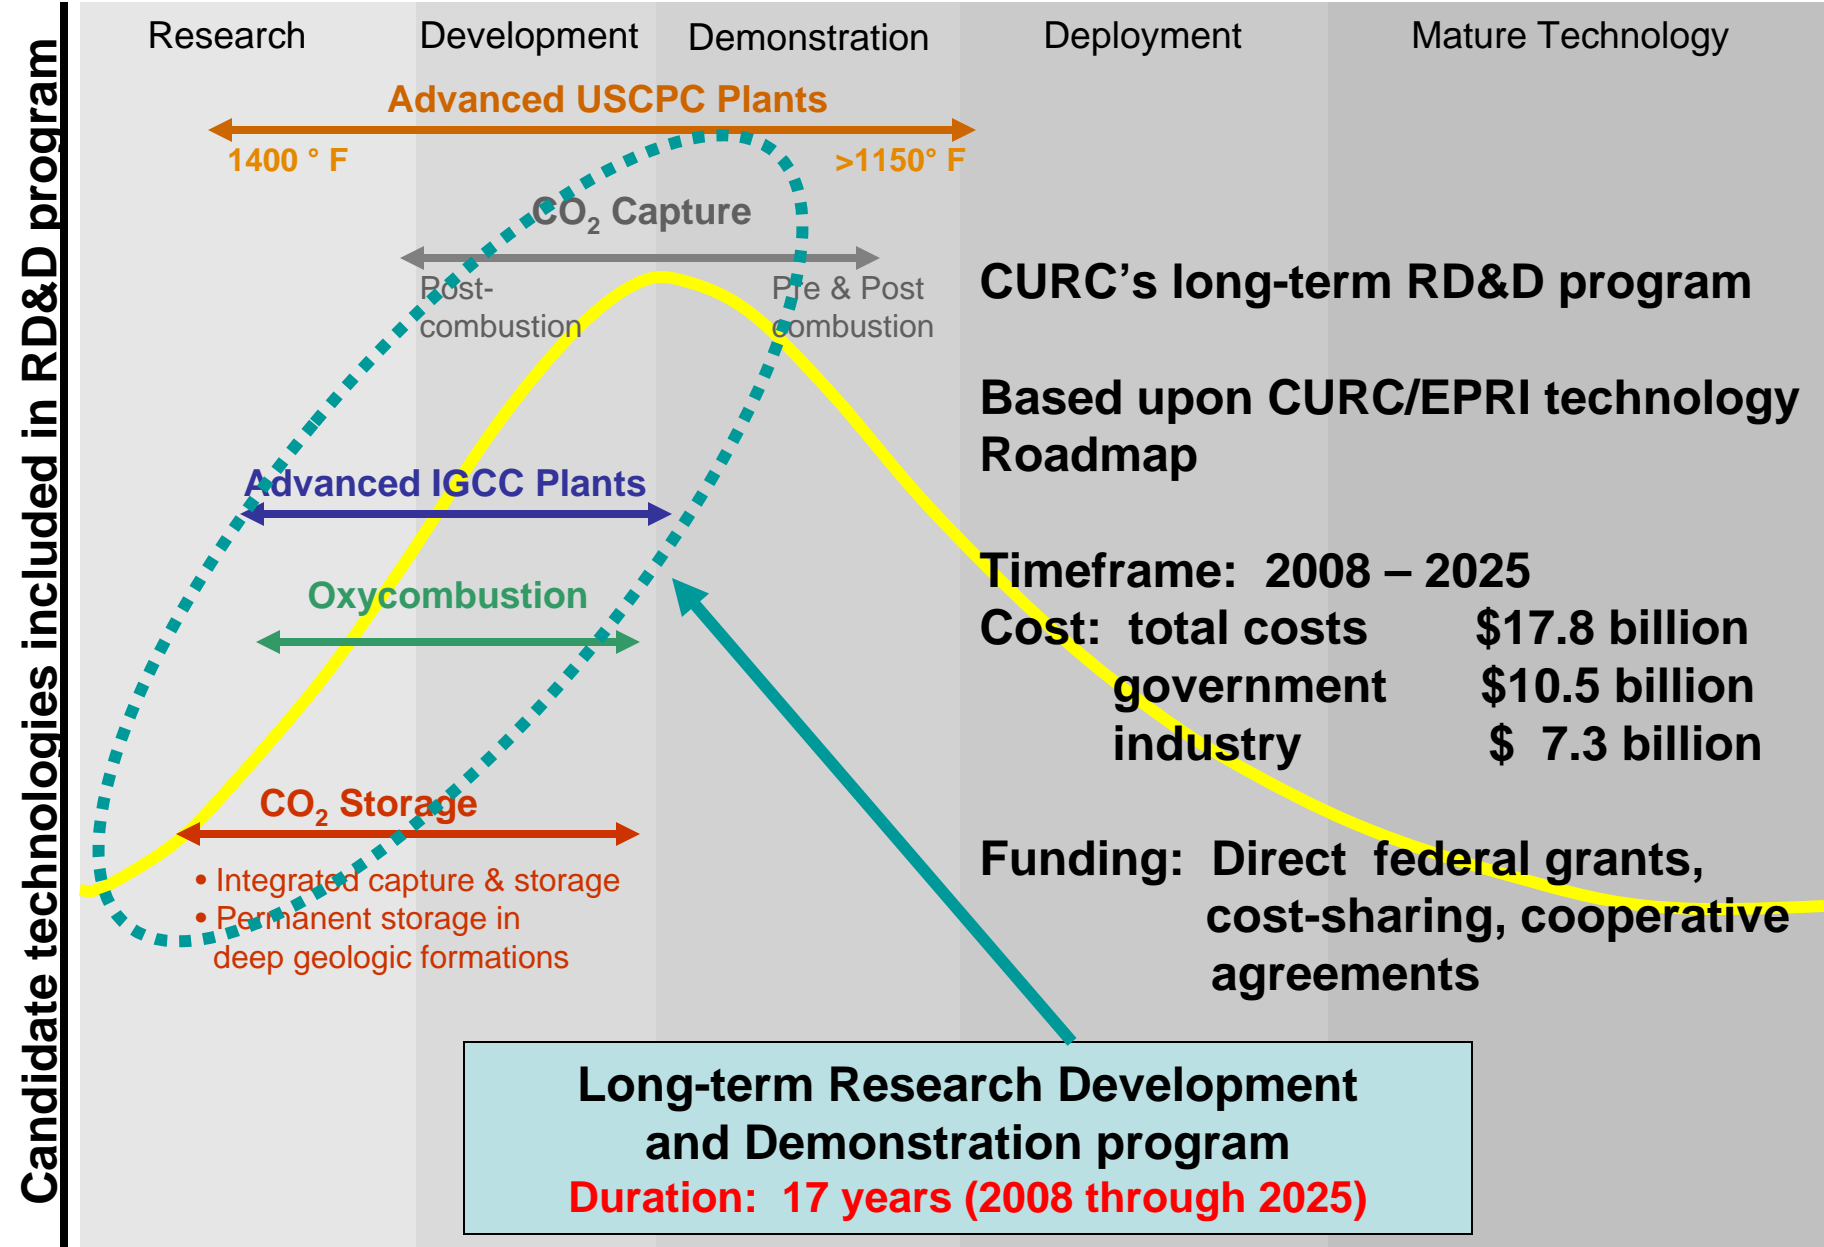 Research
Development
Demonstration
Deployment
Mature Technology
Candidate technologies included in RD&D program
Advanced USCPC Plants
1400 ° F
>1150° F
CO2 Capture
Post-
combustion
Pre & Post
combustion
CURC’s long-term RD&D program
Based upon CURC/EPRI technology
Roadmap
Advanced IGCC Plants
Oxycombustion
Timeframe: 2008 – 2025
Cost: total costs $17.8 billion
government $10.5 billion
industry $ 7.3 billion
CO2 Storage
• Integrated capture & storage
• Permanent storage in
deep geologic formations
Funding: Direct federal grants,
cost-sharing, cooperative
agreements
Long-term Research Development
and Demonstration program
Duration: 17 years (2008 through 2025)